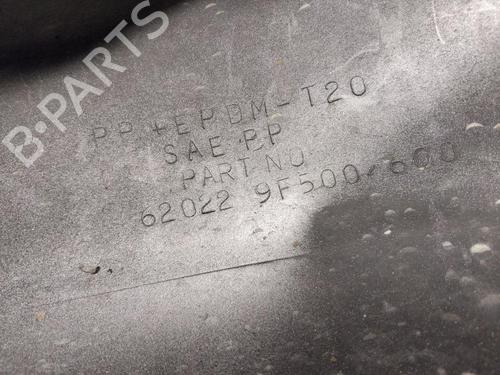 B-PARTS
PP+EPDM-T20
SAE PP
PART NO
62022 9F500/600